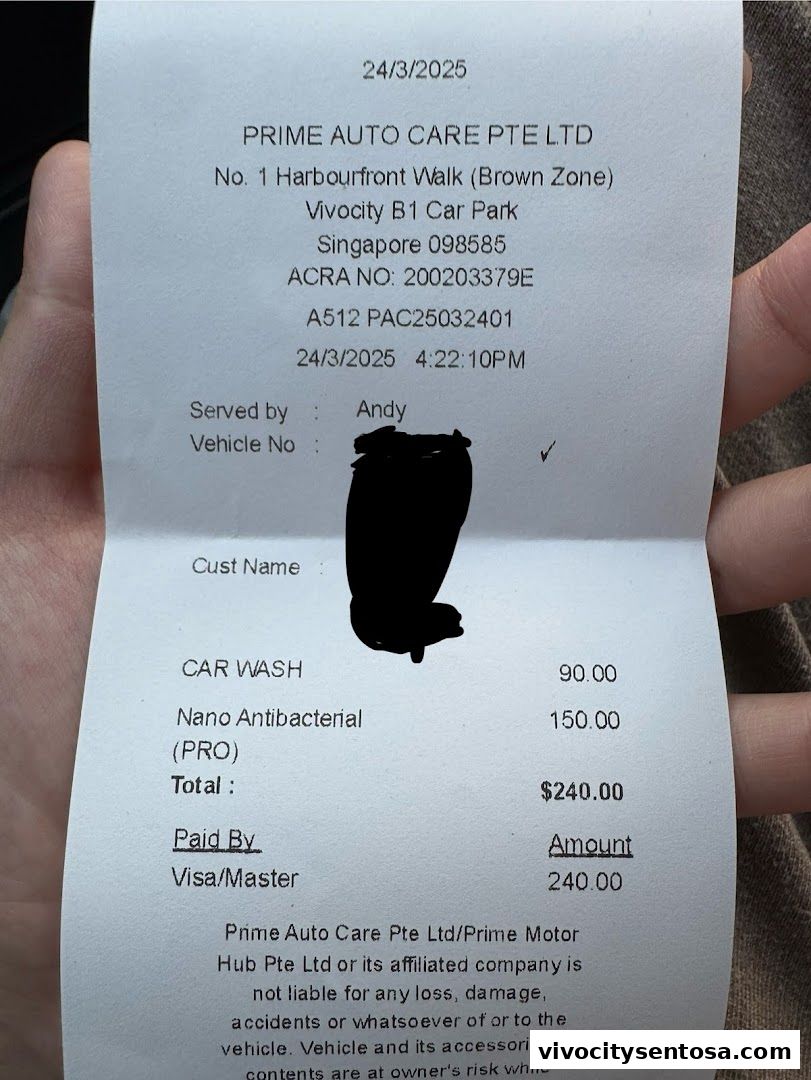 24/3/2025
PRIME AUTO CARE PTE LTD
No. 1 Harbourfront Walk (Brown Zone)
Vivocity B1 Car Park
Singapore 098585
ACRA NO: 200203379E
A512 PAC25032401
24/3/2025 4:22:10PM
Served by : Andy
Vehicle No :
Cust Name :
CAR WASH 90.00
Nano Antibacterial 150.00
(PRO)
Total : $240.00
Paid By Amount
Visa/Master 240.00
Prime Auto Care Pte Ltd/Prime Motor
Hub Pte Ltd or its affiliated company is
not liable for any loss, damage,
accidents or whatsoever of or to the
vehicle. Vehicle and its
contents are at owner's risk
vivocitysentosa.com